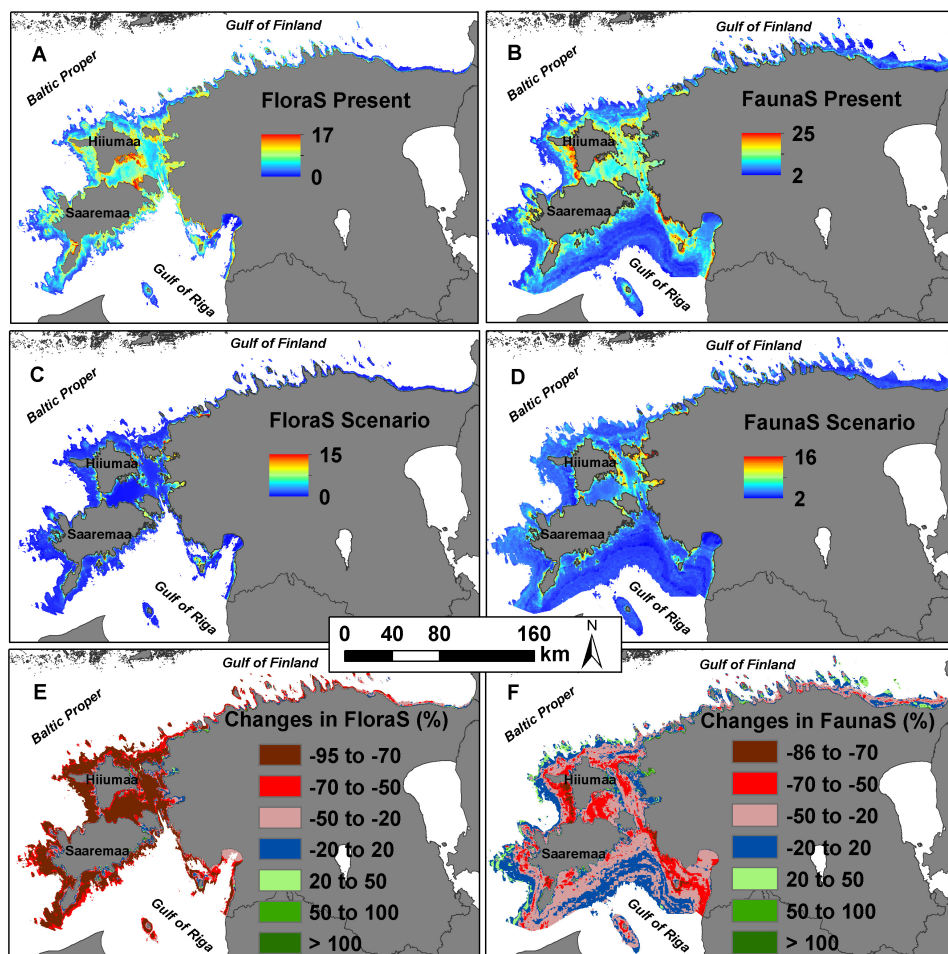 A
Gulf of Finland
Baltic Proper
FloraS Present
17
0
Hiiumaa
Saaremaa
Gulf of Riga
B
Gulf of Finland
Baltic Proper
FaunaS Present
25
2
Hiiumaa
Saaremaa
Gulf of Riga
C
Gulf of Finland
Baltic Proper
FloraS Scenario
15
0
Hiiumaa
Saaremaa
Gulf of Riga
D
Gulf of Finland
Baltic Proper
FaunaS Scenario
16
2
Hiiumaa
Saaremaa
Gulf of Riga
0 40 80 160
km
N
E
Gulf of Finland
Baltic Proper
Changes in FloraS (%)
-95 to -70
-70 to -50
-50 to -20
-20 to 20
20 to 50
50 to 100
> 100
Hiiumaa
Saaremaa
Gulf of Riga
F
Gulf of Finland
Baltic Proper
Changes in FaunaS (%)
-86 to -70
-70 to -50
-50 to -20
-20 to 20
20 to 50
50 to 100
> 100
Hiiumaa
Saaremaa
Gulf of Riga